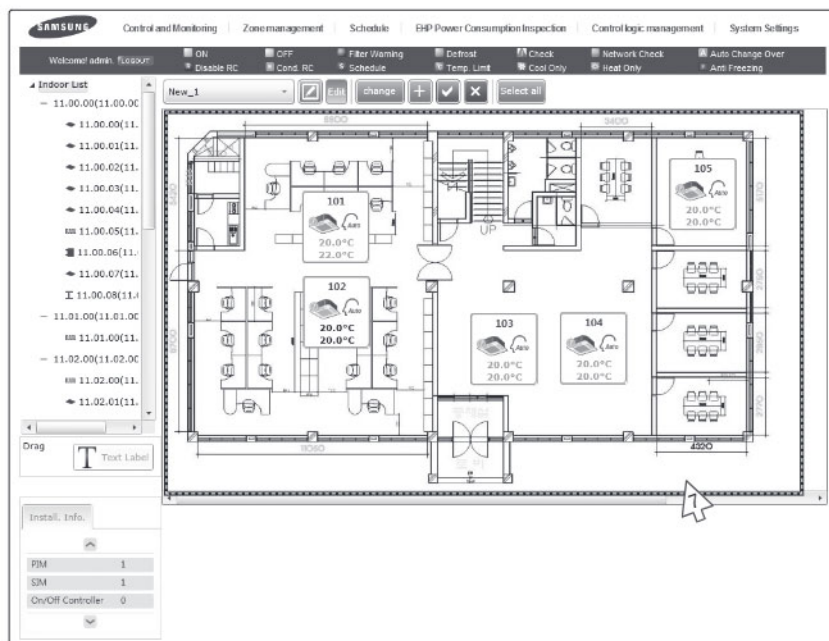 SAMSUNG
Control and Monitoring Zone management Schedule EHP Power Consumption Inspection Control logic management System Settings
Welcome! admin. LOGOUT
ON OFF Filter Warning Defrost Check Network Check Auto Change Over
Disable RC Cond. RC Schedule Temp. Limit Cool Only Heat Only Anti Freezing
Indoor List
New_1
Edit
change
Select all
11.00.00(11.00.00
11.00.00(11.
11.00.01(11.
11.00.02(11.
11.00.03(11.
11.00.04(11.
11.00.05(11.
11.00.06(11.
11.00.07(11.
11.00.08(11.
11.01.00(11.01.00
11.01.00(11.
11.02.00(11.02.00
11.02.00(11.
11.02.01(11.
Drag
T Text Label
Install. Info.
PIM 1
SIM 1
On/Off Controller 0
101
Auto
20.0°C
22.0°C
102
Auto
20.0°C
20.0°C
103
Auto
20.0°C
20.0°C
104
Auto
20.0°C
20.0°C
105
Auto
20.0°C
20.0°C
UP
4320
7